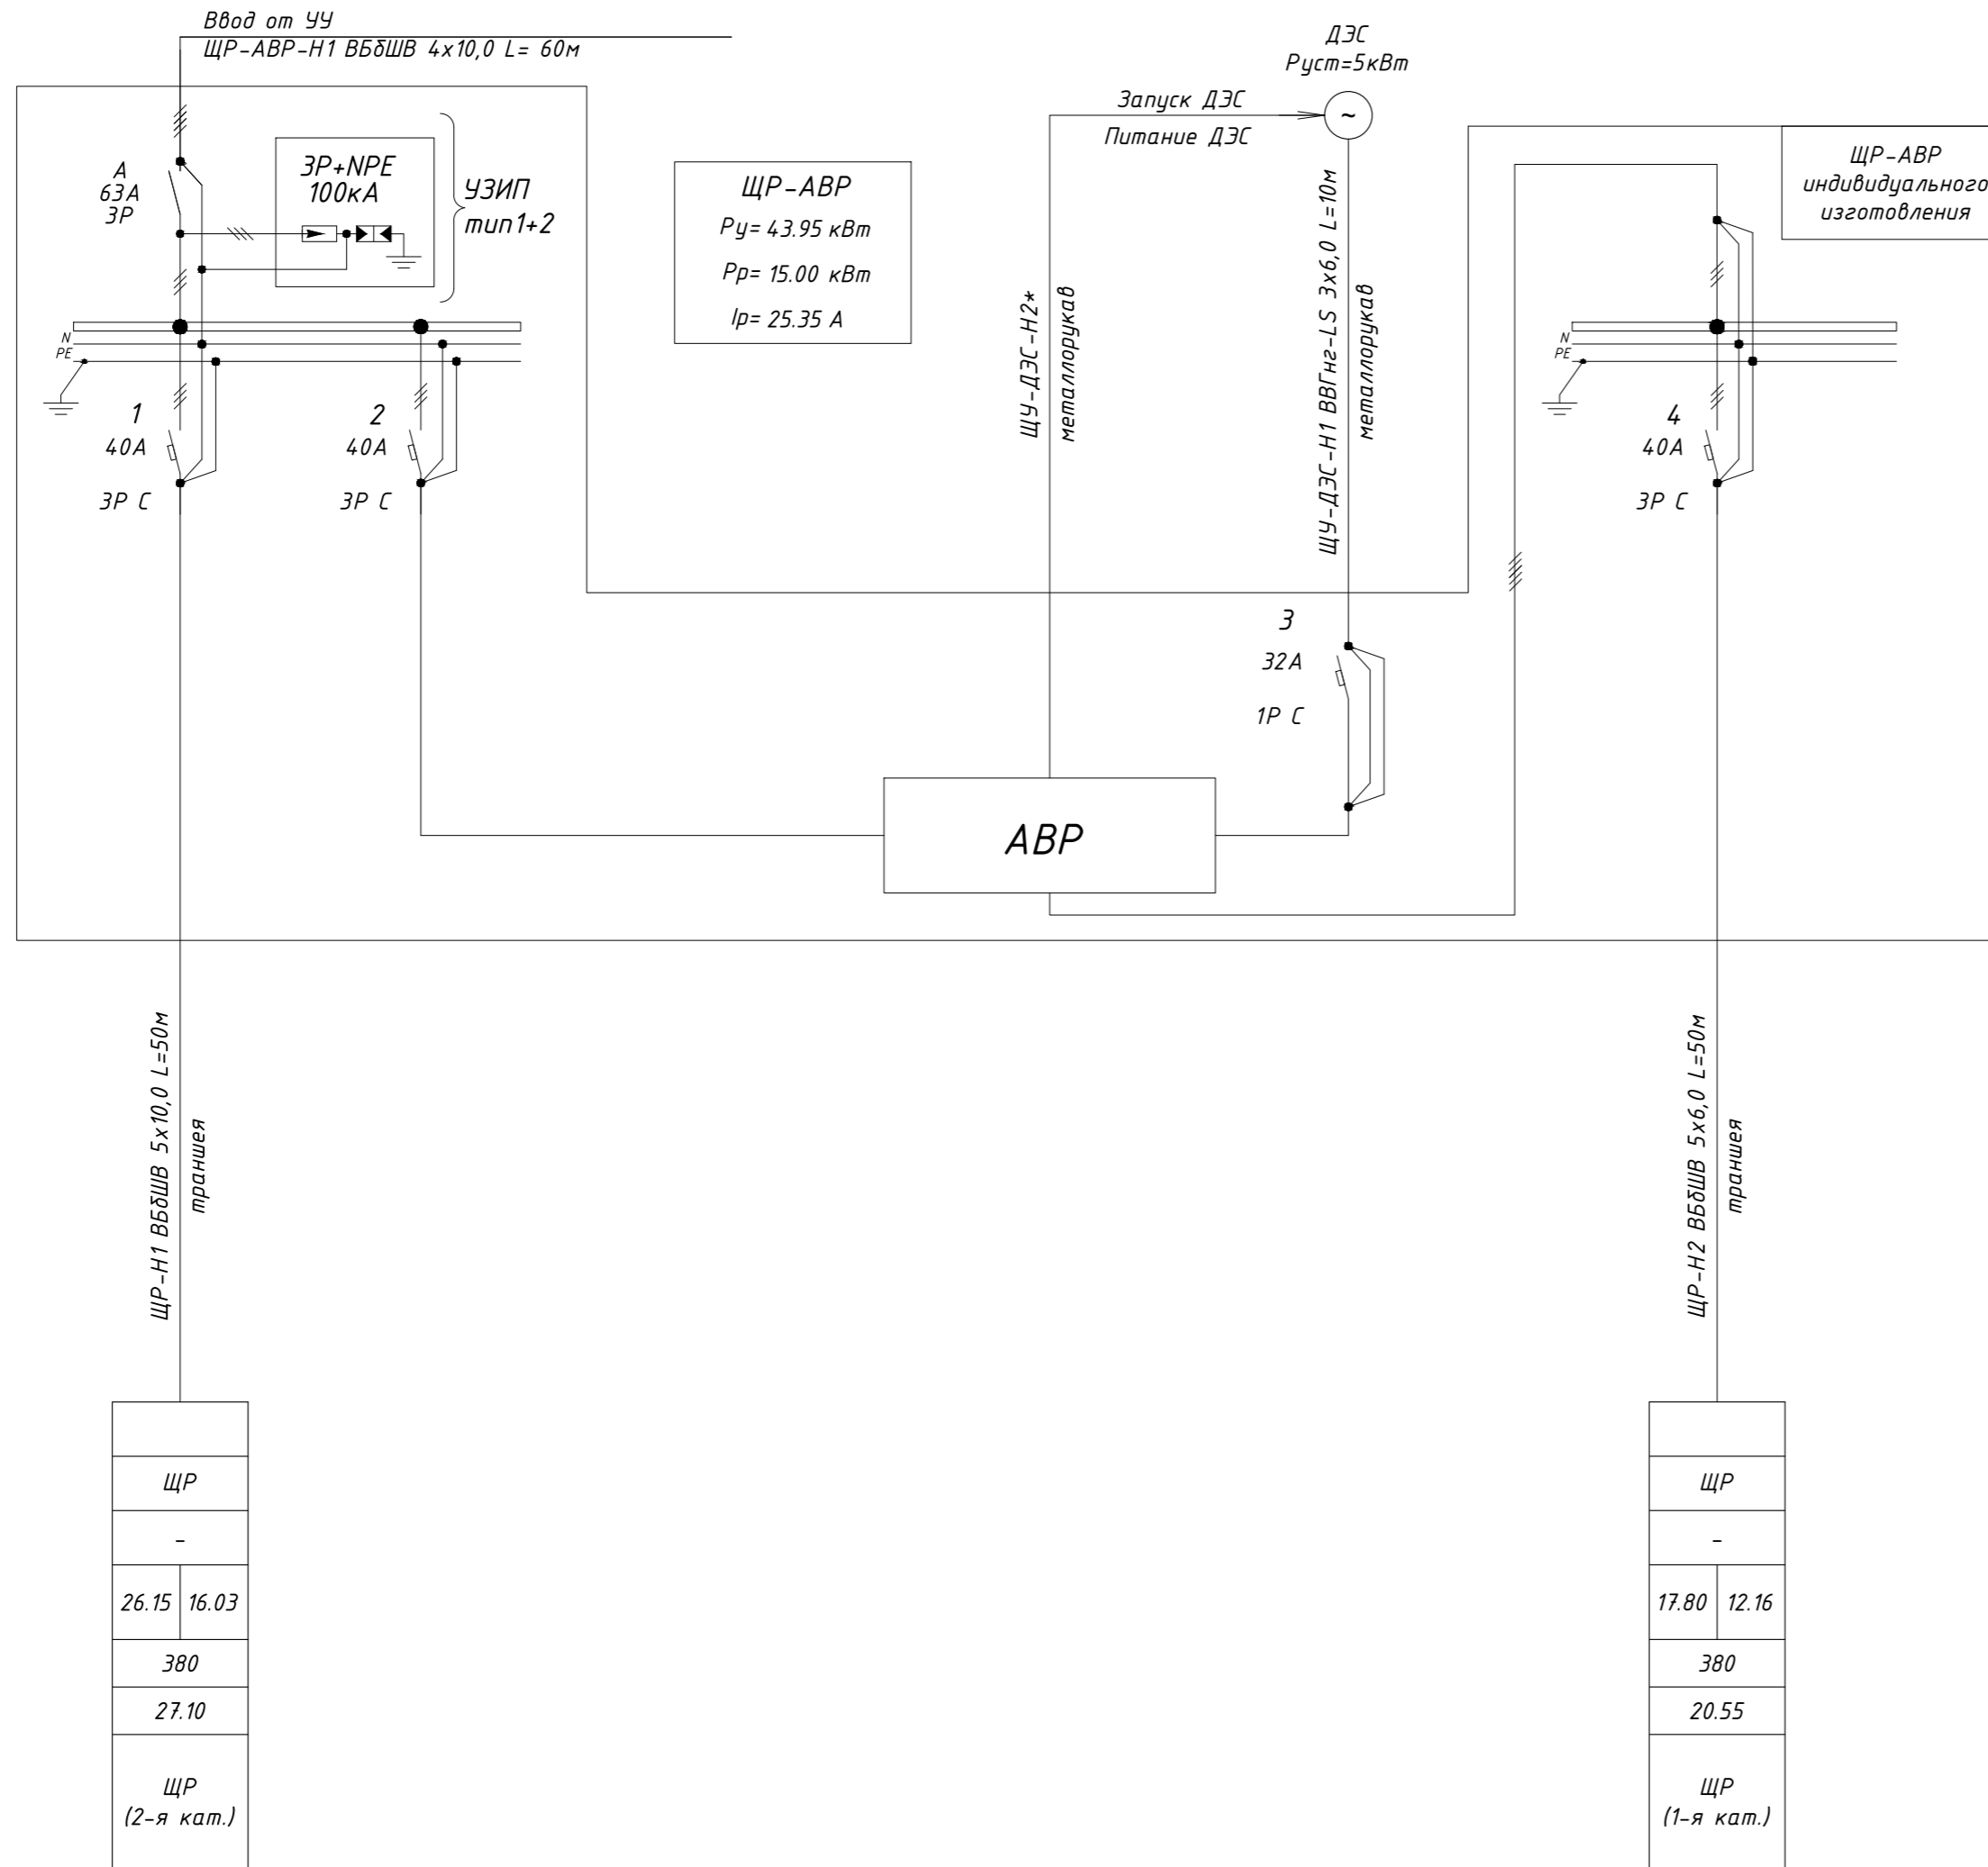 Ввод от УУ
ЩР-АВР-Н1 ВБбШВ 4х10,0 L= 60м
А
63А
3Р
3P+NPE
100кА
УЗИП
тип1+2
ЩР-АВР
Ру= 43.95 кВт
Рр= 15.00 кВт
Iр= 25.35 А
ДЭС
Руст=5кВт
Запуск ДЭС
Питание ДЭС
ЩУ-ДЭС-Н2*
металлорукав
ЩУ-ДЭС-Н1 ВВГнг-LS 3х6,0 L=10м
металлорукав
ЩР-АВР
индивидуального
изготовления
N
PE
1
40А
3Р С
2
40А
3Р С
N
PE
4
40А
3Р С
3
32А
1Р С
АВР
ЩР-Н1 ВБбШВ 5х10,0 L=50м
траншея
ЩР-Н2 ВБбШВ 5х6,0 L=50м
траншея
ЩР
-
26.15 16.03
380
27.10
ЩР
(2-я кат.)
ЩР
-
17.80 12.16
380
20.55
ЩР
(1-я кат.)